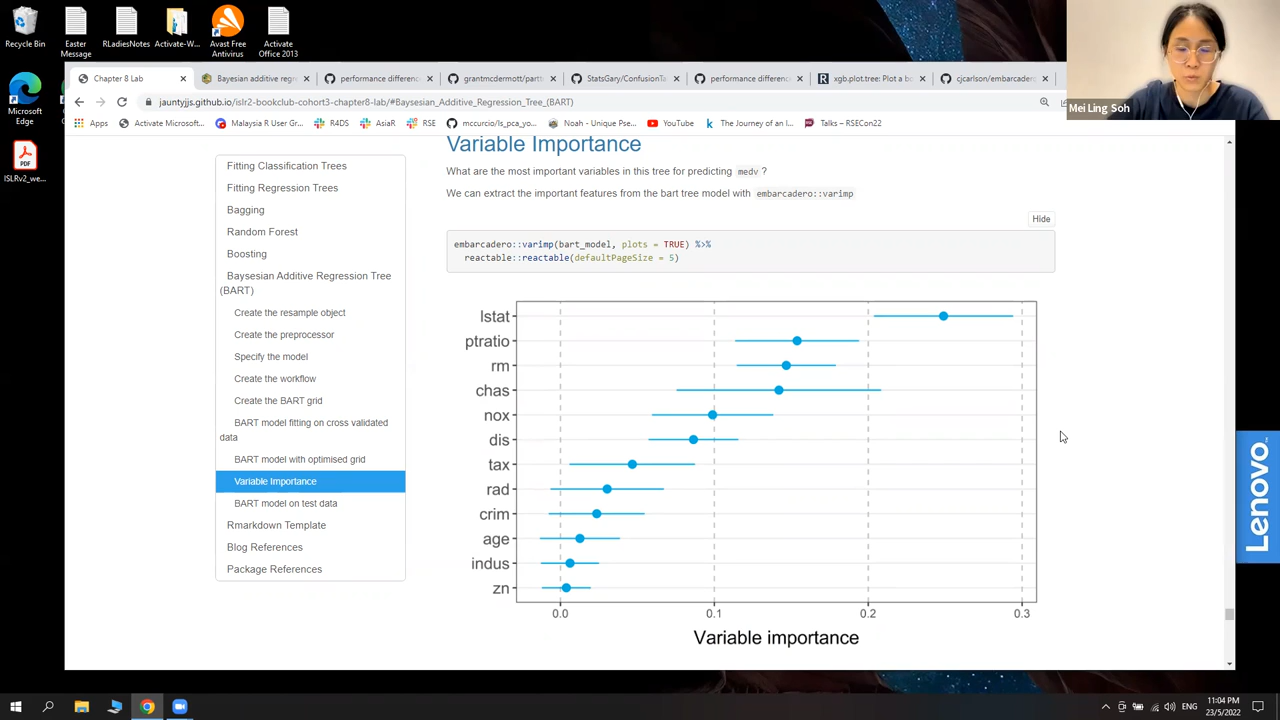 Recycle Bin
Easter Message
RLadiesNotes
Activate-W...
Avast Free Antivirus
Activate Office 2013
Microsoft Edge
ISLRv2_we...
Chapter 8 Lab
Bayesian additive regre
performance differenc
grantmcdermott/partt
StatsGary/ConfusionTa
performance differenc
xgb.plot.tree: Plot a bo
cjcarlson/embarcadero
jauntyjjs.github.io/islr2-bookclub-cohort3-chapter8-lab/#Baysesian_Additive_Regression_Tree_(BART)
Apps
Activate Microsoft...
Malaysia R User Gr...
R4DS
AsiaR
RSE
mccurcio/Is_pca_yo...
Noah - Unique Pse...
YouTube
The Journey of an I...
Talks – RSECon22
Mei Ling Soh
Fitting Classification Trees
Fitting Regression Trees
Bagging
Random Forest
Boosting
Baysesian Additive Regression Tree
(BART)
Create the resample object
Create the preprocessor
Specify the model
Create the workflow
Create the BART grid
BART model fitting on cross validated
data
BART model with optimised grid
Variable Importance
BART model on test data
Rmarkdown Template
Blog References
Package References
Variable Importance
What are the most important variables in this tree for predicting medv ?
We can extract the important features from the bart tree model with embarcadero::varimp
Hide
embarcadero::varimp(bart_model, plots = TRUE) %>%
reactable::reactable(defaultPageSize = 5)
lstat
ptratio
rm
chas
nox
dis
tax
rad
crim
age
indus
zn
0.0 0.1 0.2 0.3
Variable importance
Lenovo
ENG
11:04 PM
23/5/2022